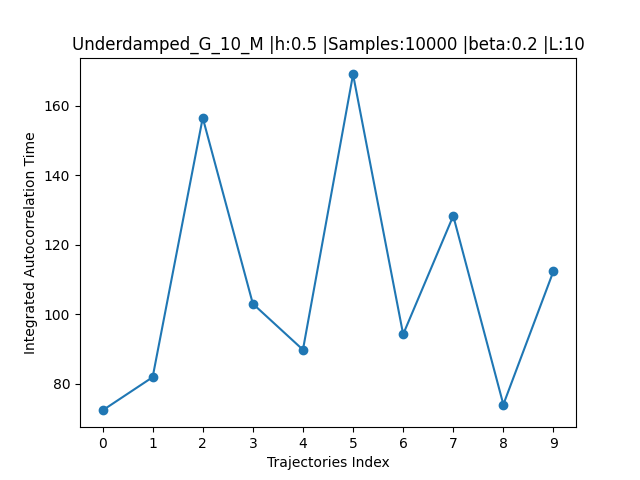 Underdamped_G_10_M |h:0.5 |Samples:10000 |beta:0.2 |L:10
Integrated Autocorrelation Time
160
140
120
100
80
0 1 2 3 4 5 6 7 8 9
Trajectories Index